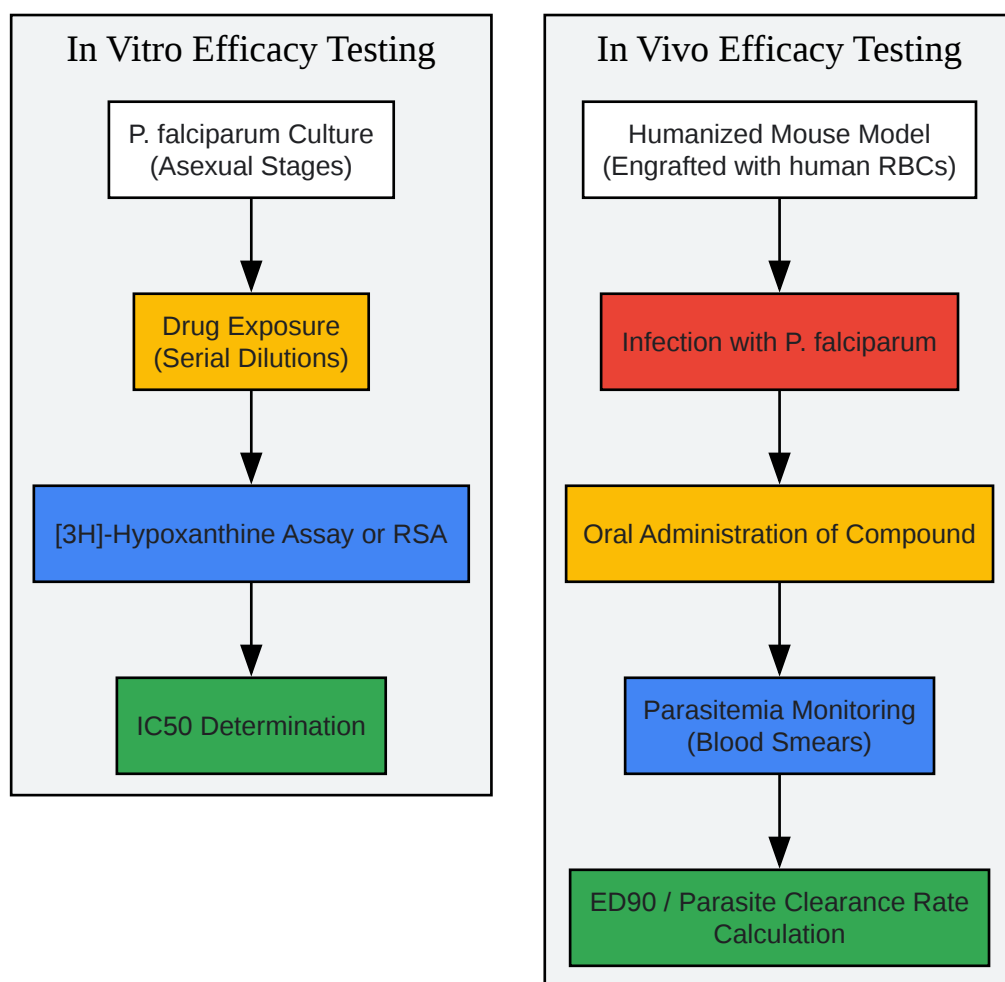 In Vitro Efficacy Testing
P. falciparum Culture
(Asexual Stages)
Drug Exposure
(Serial Dilutions)
[3H]-Hypoxanthine Assay or RSA
IC50 Determination
In Vivo Efficacy Testing
Humanized Mouse Model
(Engrafted with human RBCs)
Infection with P. falciparum
Oral Administration of Compound
Parasitemia Monitoring
(Blood Smears)
ED90 / Parasite Clearance Rate
Calculation